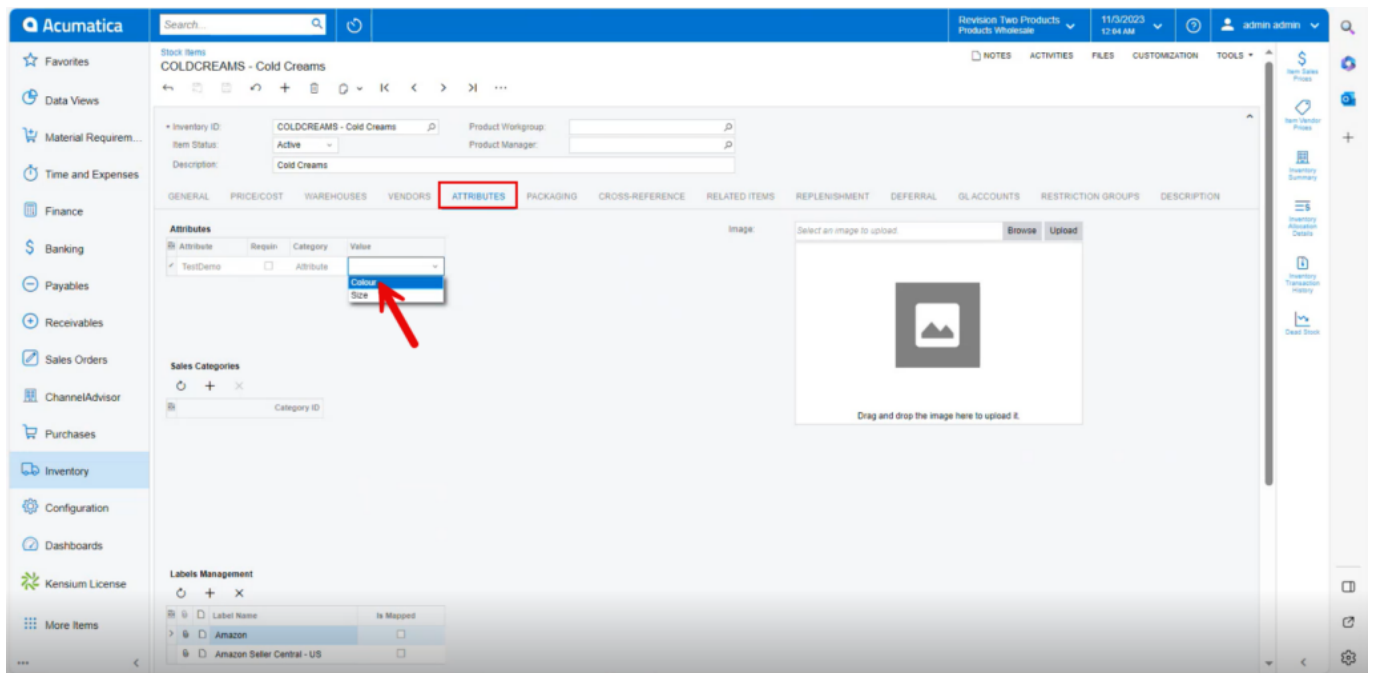 Acumatica
Search...
Revision Two Products
Products Wholesale
11/3/2023
12:04 AM
admin admin
Favorites
Data Views
Material Requirem...
Time and Expenses
Finance
Banking
Payables
Receivables
Sales Orders
ChannelAdvisor
Purchases
Inventory
Configuration
Dashboards
Kensium License
More Items
Stock Items
COLDCREAMS - Cold Creams
NOTES ACTIVITIES FILES CUSTOMIZATION TOOLS
Inventory ID: COLDCREAMS - Cold Creams Product Workgroup:
Item Status: Active Product Manager:
Description: Cold Creams
GENERAL PRICE/COST WAREHOUSES VENDORS ATTRIBUTES PACKAGING CROSS-REFERENCE RELATED ITEMS REPLENISHMENT DEFERRAL GL ACCOUNTS RESTRICTION GROUPS DESCRIPTION
Attributes
Attribute Requin Category Value
TestDemo Attribute
Colour
Size
Image: Select an image to upload. Browse Upload
Drag and drop the image here to upload it.
Sales Categories
Category ID
Labels Management
Label Name Is Mapped
Amazon
Amazon Seller Central - US
Item Sales
Prices
Item Vendor
Prices
Inventory
Summary
Inventory
Allocation
Details
Inventory
Transaction
History
Dead Stock